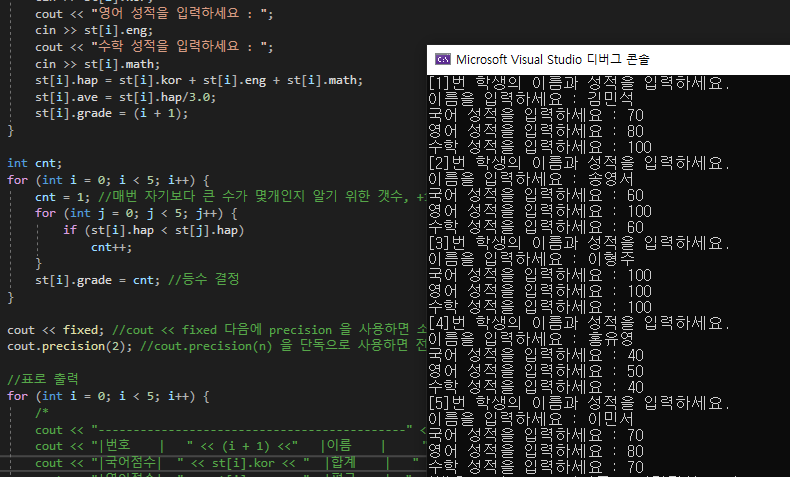 cin >> st[i].kor;
cout << "영어 성적을 입력하세요 : ";
cin >> st[i].eng;
cout << "수학 성적을 입력하세요 : ";
cin >> st[i].math;
st[i].hap = st[i].kor + st[i].eng + st[i].math;
st[i].ave = st[i].hap/3.0;
st[i].grade = (i + 1);
}
int cnt;
for (int i = 0; i < 5; i++) {
cnt = 1; //매번 자기보다 큰 수가 몇개인지 알기 위한 갯수,
for (int j = 0; j < 5; j++) {
if (st[i].hap < st[j].hap)
cnt++;
}
st[i].grade = cnt; //등수 결정
}
cout << fixed; //cout << fixed 다음에 precision 을 사용하면
cout.precision(2); //cout.precision(n) 을 단독으로 사용하면
//표로 출력
for (int i = 0; i < 5; i++) {
/*
cout << "--------------------------------------------" <
cout << "|번호 | " << (i + 1) <<" |이름 | "
cout << "|국어점수| " << st[i].kor << " |합계 | "
Microsoft Visual Studio 디버그 콘솔
[1]번 학생의 이름과 성적을 입력하세요.
이름을 입력하세요 : 김민석
국어 성적을 입력하세요 : 70
영어 성적을 입력하세요 : 80
수학 성적을 입력하세요 : 100
[2]번 학생의 이름과 성적을 입력하세요.
이름을 입력하세요 : 송영서
국어 성적을 입력하세요 : 60
영어 성적을 입력하세요 : 100
수학 성적을 입력하세요 : 60
[3]번 학생의 이름과 성적을 입력하세요.
이름을 입력하세요 : 이형주
국어 성적을 입력하세요 : 100
영어 성적을 입력하세요 : 100
수학 성적을 입력하세요 : 100
[4]번 학생의 이름과 성적을 입력하세요.
이름을 입력하세요 : 홍유영
국어 성적을 입력하세요 : 40
영어 성적을 입력하세요 : 50
수학 성적을 입력하세요 : 40
[5]번 학생의 이름과 성적을 입력하세요.
이름을 입력하세요 : 이민서
국어 성적을 입력하세요 : 70
영어 성적을 입력하세요 : 80
수학 성적을 입력하세요 : 70